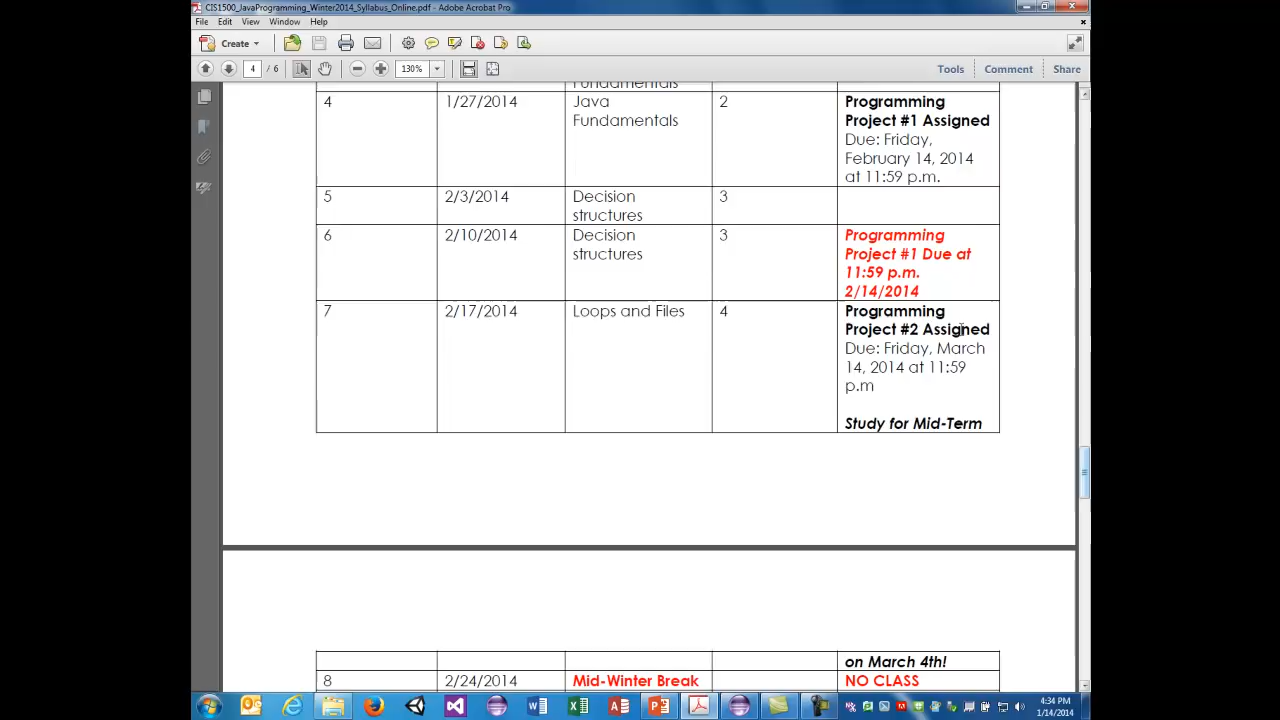 CIS1500_JavaProgramming_Winter2014_Syllabus_Online.pdf - Adobe Acrobat Pro
File Edit View Window Help
Create
4 / 6 130% Tools Comment Share
Fundamentals
4 1/27/2014 Java 2 Programming
Fundamentals Project #1 Assigned
Due: Friday,
February 14, 2014
at 11:59 p.m.
5 2/3/2014 Decision 3
structures
6 2/10/2014 Decision 3 Programming
structures Project #1 Due at
11:59 p.m.
2/14/2014
7 2/17/2014 Loops and Files 4 Programming
Project #2 Assigned
Due: Friday, March
14, 2014 at 11:59
p.m
Study for Mid-Term
on March 4th!
8 2/24/2014 Mid-Winter Break NO CLASS
4:34 PM
1/14/2014